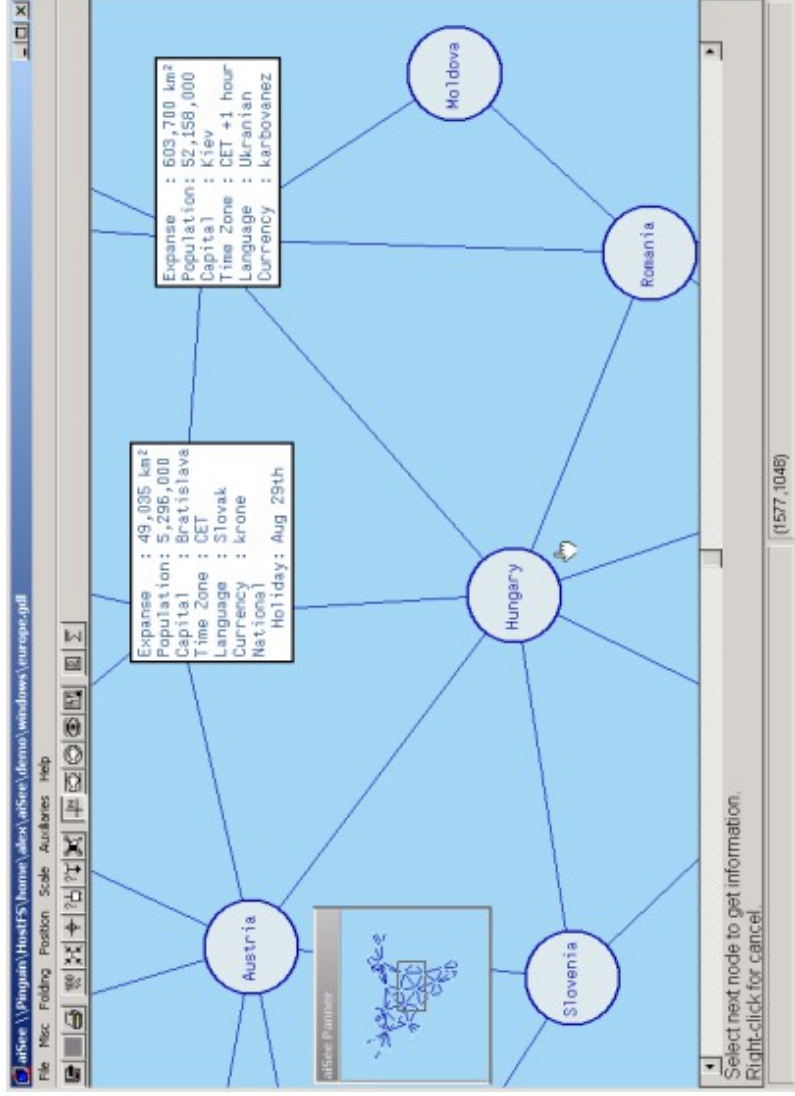 aiSee \\Pinguin\HostFS\home\alex\aiSee\demo\windows\europe.gdl
File Misc Folding Position Scale Auxiliaries Help
Expanse : 49,035 km²
Population: 5,296,000
Capital : Bratislava
Time Zone : CET
Language : Slovak
Currency : krone
National
Holiday: Aug 29th
Expanse : 603,700 km²
Population: 52,158,000
Capital : Kiev
Time Zone : CET +1 hour
Language : Ukranian
Currency : karbovanez
Austria
aiSee Panner
Hungary
Moldova
Slovenia
Romania
Select next node to get information.
Right-click for cancel.
(1577,1048)